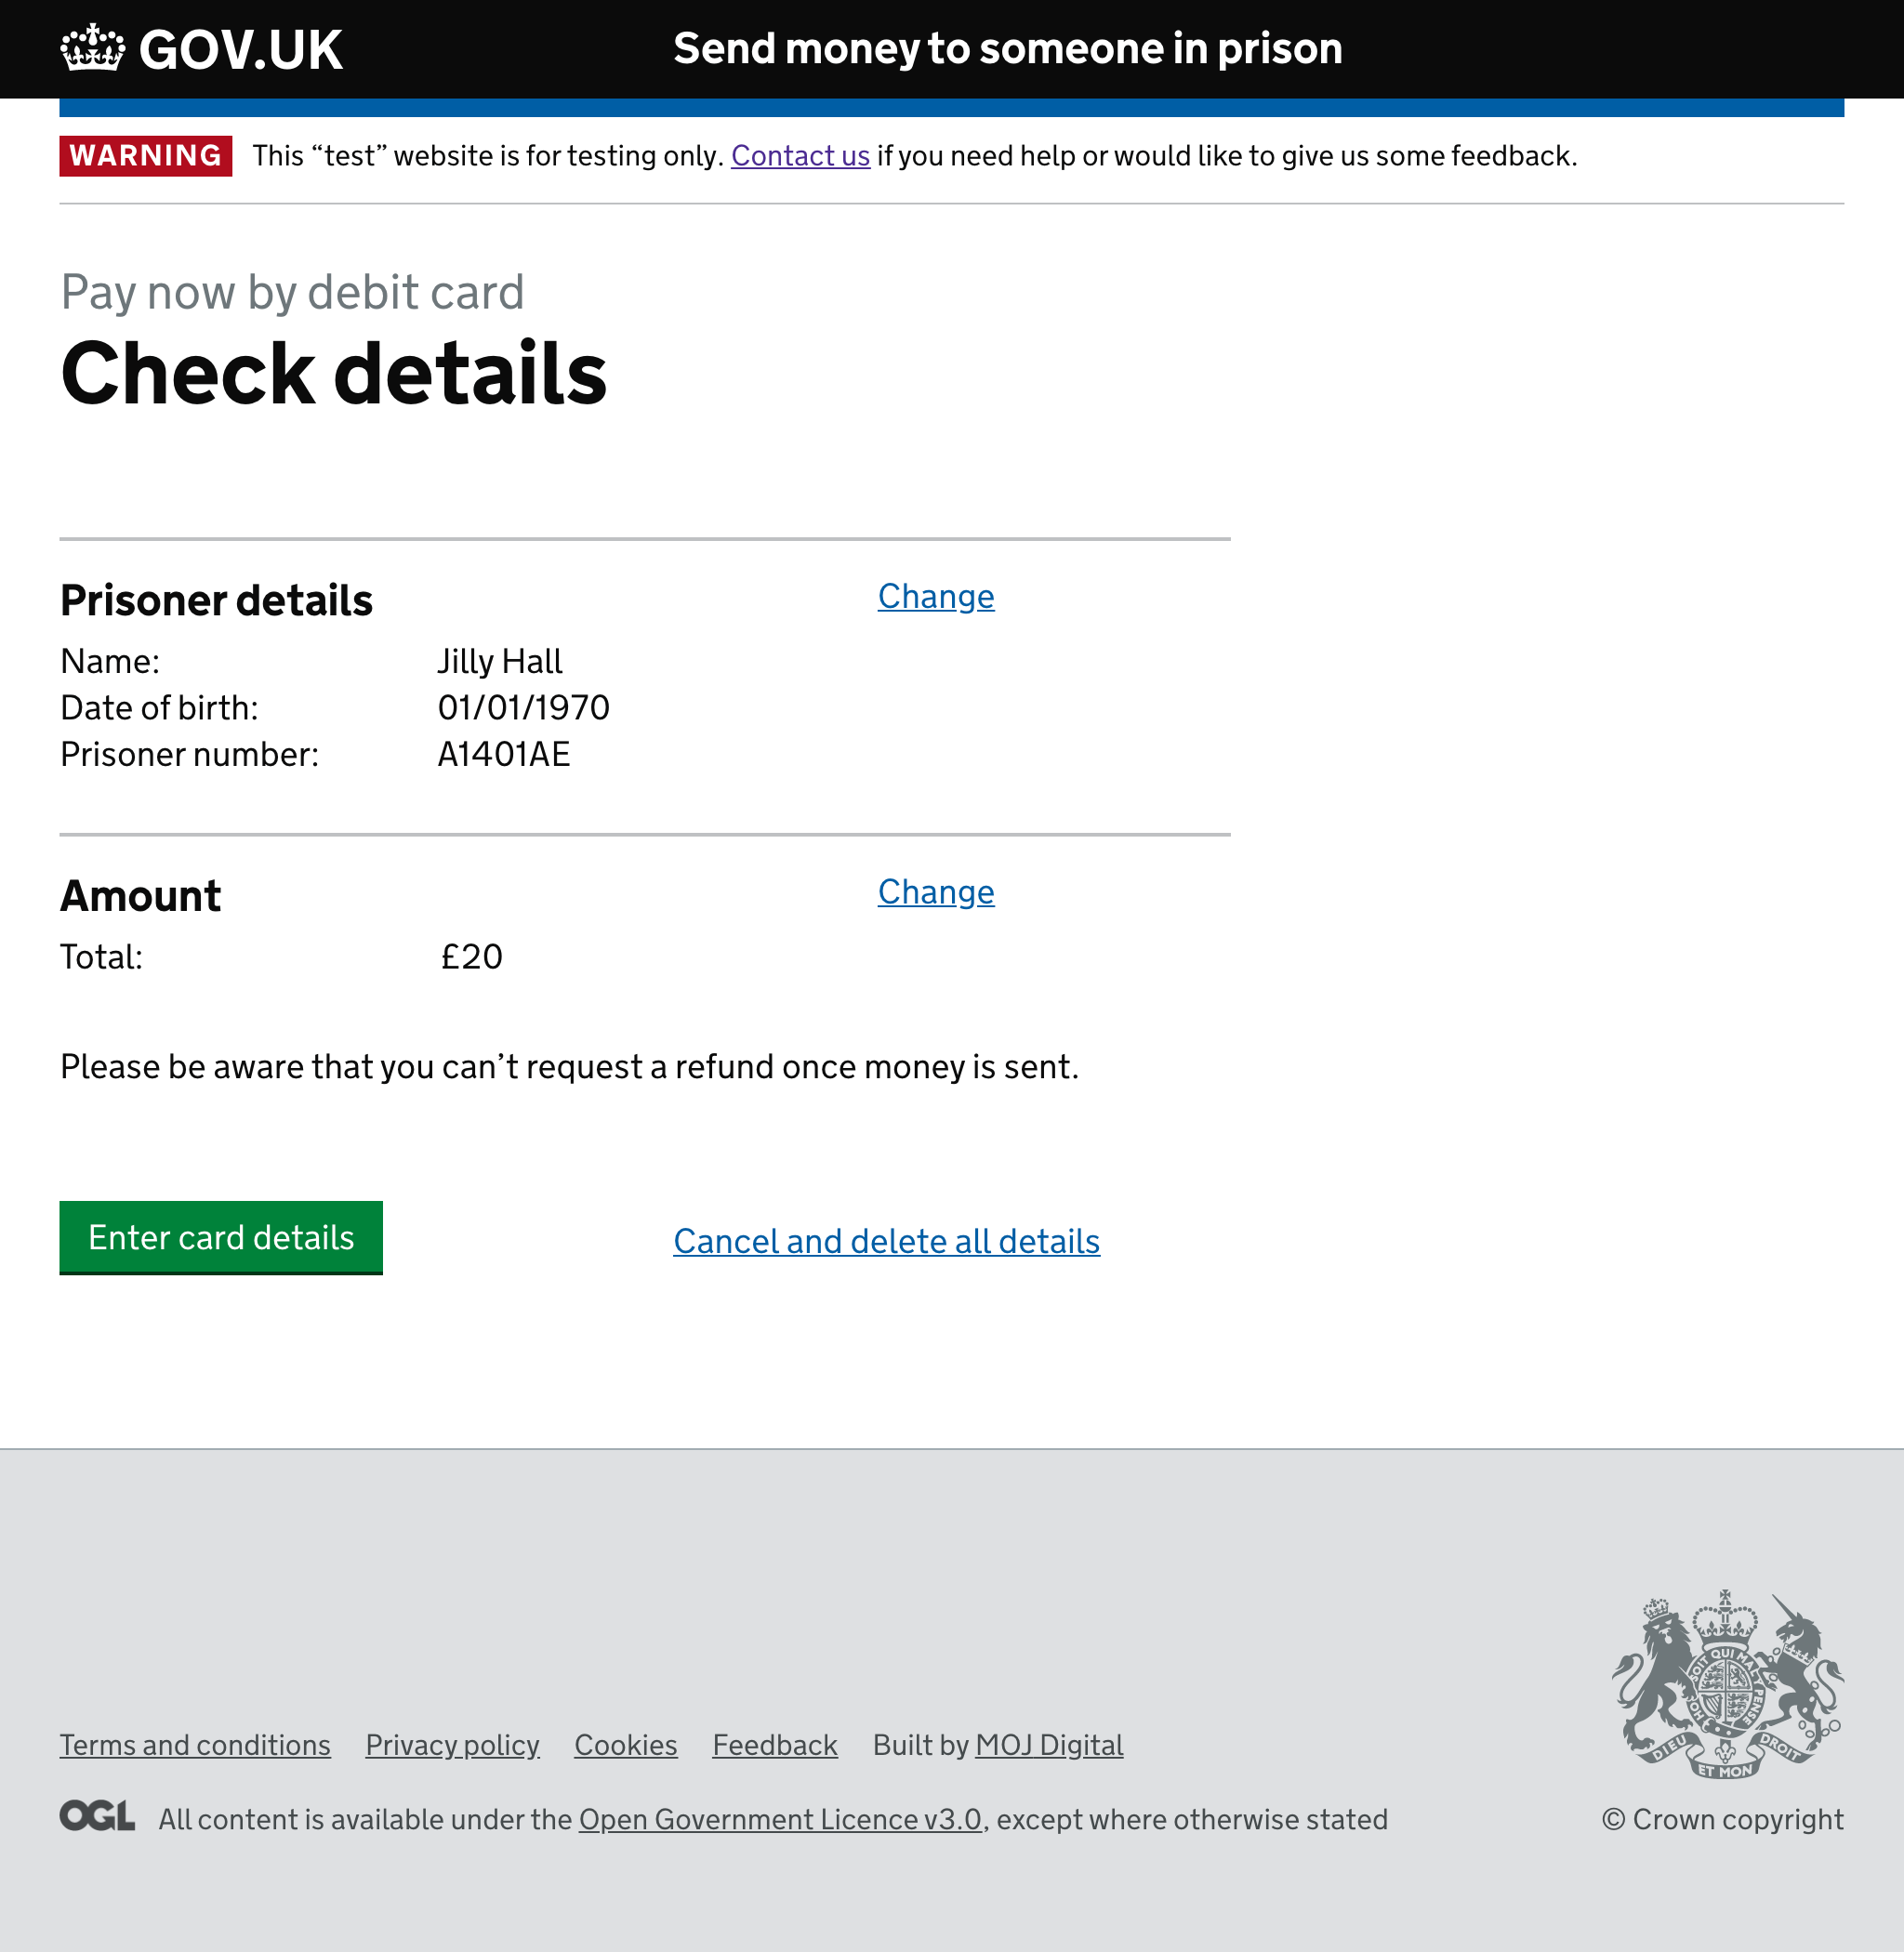 GOV.UK
Send money to someone in prison
WARNING This “test” website is for testing only. Contact us if you need help or would like to give us some feedback.
Pay now by debit card
Check details
Prisoner details Change
Name: Jilly Hall
Date of birth: 01/01/1970
Prisoner number: A1401AE
Amount Change
Total: £20
Please be aware that you can’t request a refund once money is sent.
Enter card details Cancel and delete all details
SOIT QUI MAL Y PENSE
DIEU ET MON DROIT
Terms and conditions Privacy policy Cookies Feedback Built by MOJ Digital
OGL All content is available under the Open Government Licence v3.0, except where otherwise stated
© Crown copyright